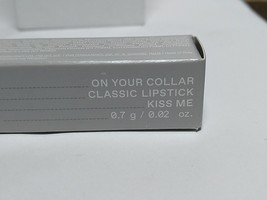 ON YOUR COLLAR
CLASSIC LIPSTICK
KISS ME
0.7 g / 0.02 oz.